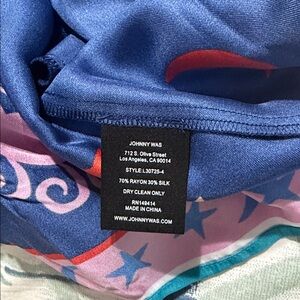 JOHNNY WAS
712 S. Olive Street
Los Angeles, CA 90014
STYLE: L30725-4
70% RAYON 30% SILK
DRY CLEAN ONLY
RN149414
MADE IN CHINA
WWW.JOHNNYWAS.COM